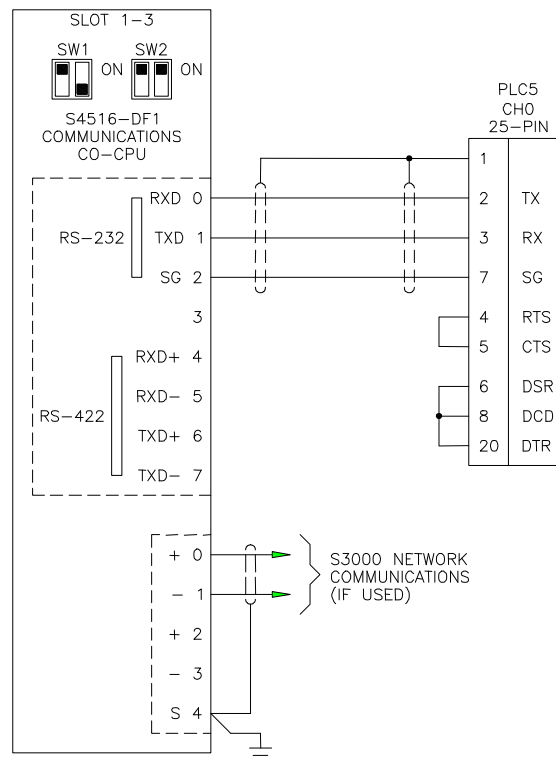 SLOT 1-3
SW1 SW2
ON ON
S4516-DF1
COMMUNICATIONS
CO-CPU
PLC5
CH0
25-PIN
1
RXD 0 2 TX
RS-232 TXD 1 3 RX
SG 2 7 SG
3 4 RTS
5 CTS
RXD+ 4
RXD- 5 6 DSR
RS-422 8 DCD
TXD+ 6 20 DTR
TXD- 7
+ 0
- 1
+ 2
- 3
S 4
S3000 NETWORK
COMMUNICATIONS
(IF USED)